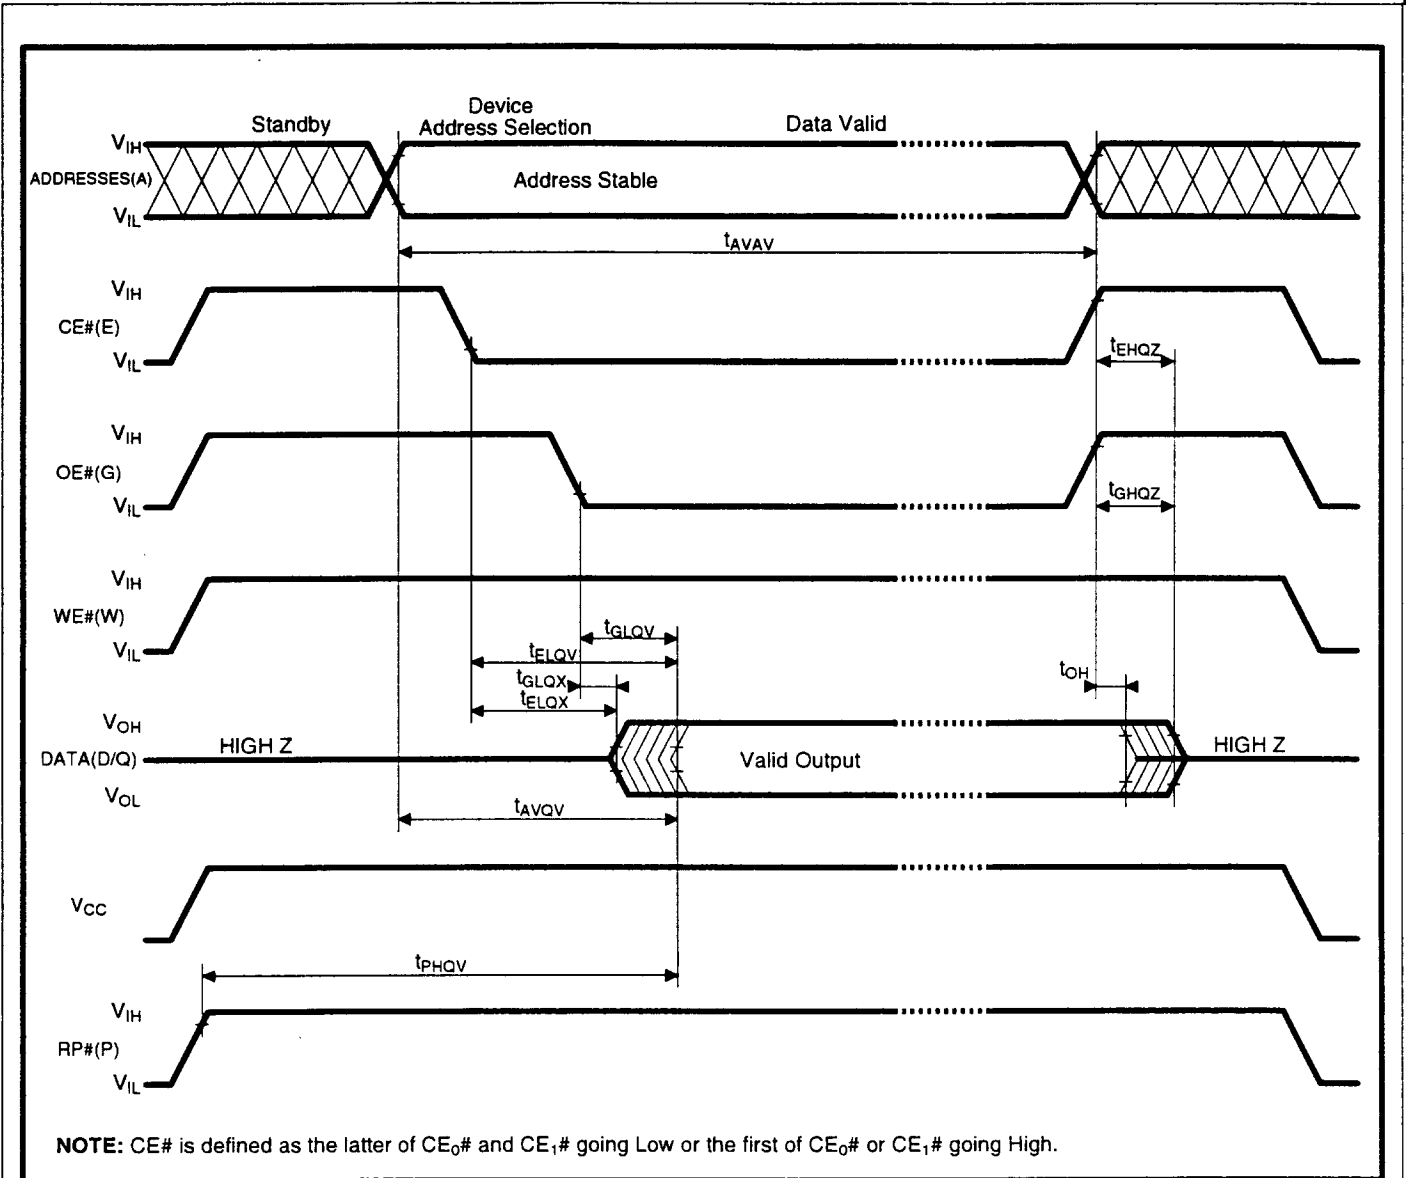 Standby
Device
Address Selection
Data Valid
VIH
ADDRESSES(A)
Address Stable
VIL
tAVAV
VIH
CE#(E)
VIL
tEHQZ
VIH
OE#(G)
VIL
tGHQZ
VIH
WE#(W)
VIL
tGLQV
tELQV
tGLQX
tELQX
tOH
VOH
DATA(D/Q)
HIGH Z
Valid Output
HIGH Z
VOL
tAVQV
VCC
tPHQV
VIH
RP#(P)
VIL
NOTE: CE# is defined as the latter of CE0# and CE1# going Low or the first of CE0# or CE1# going High.